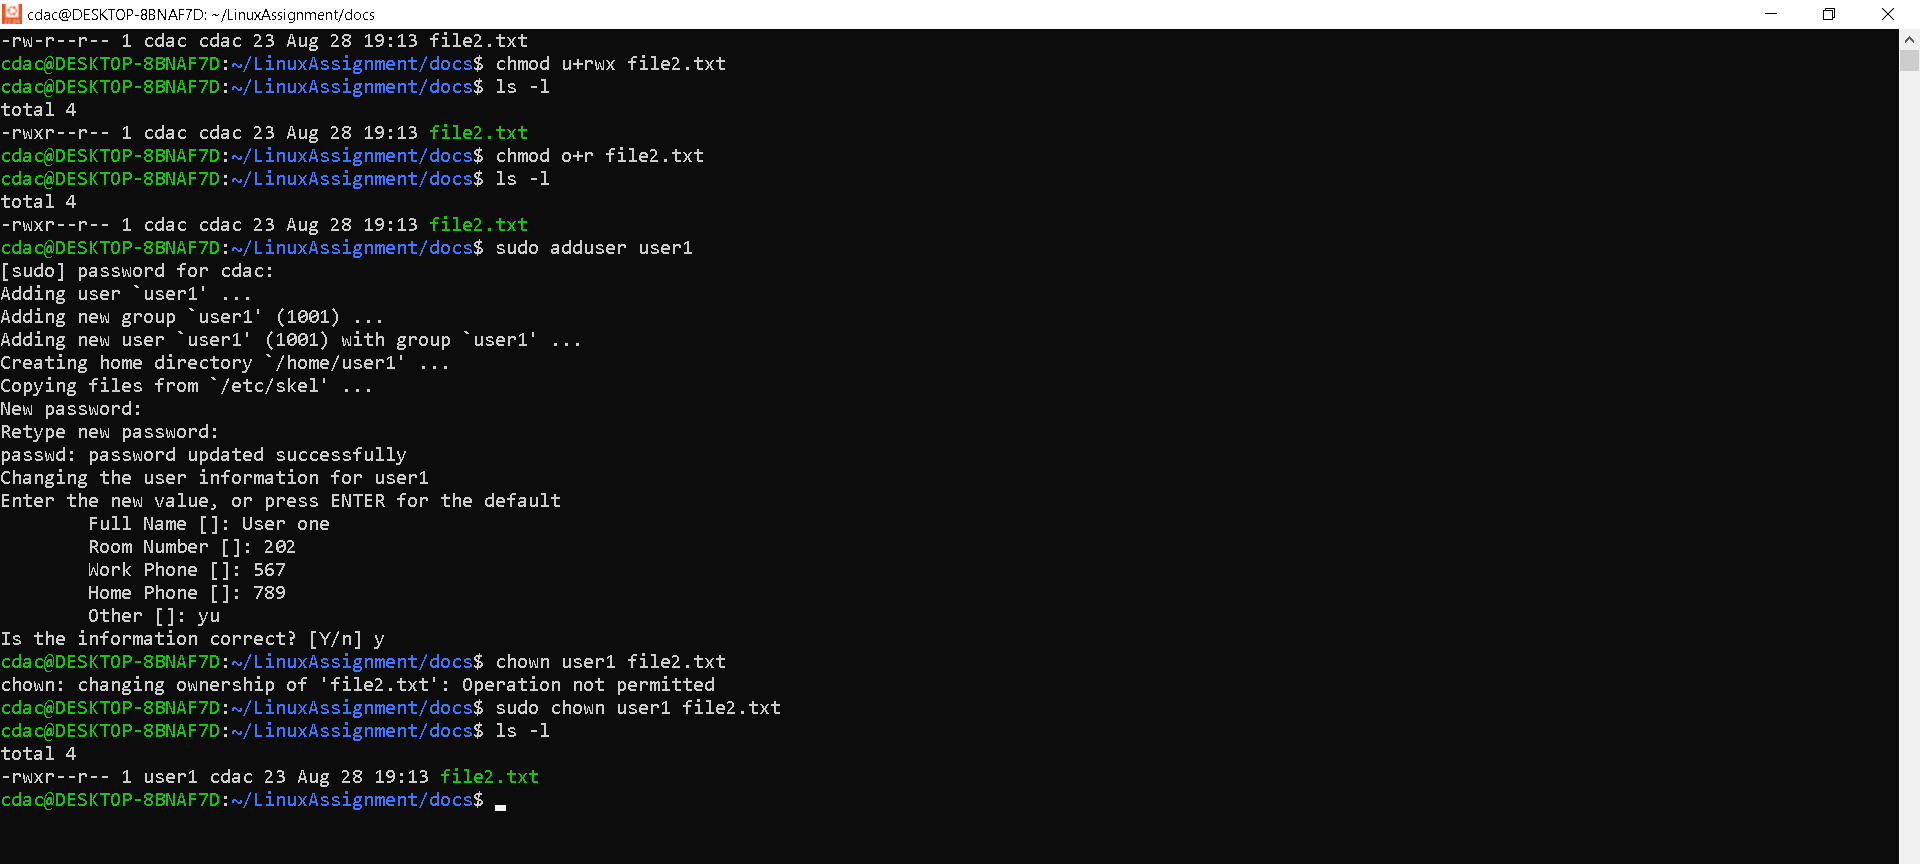 cdac@DESKTOP-8BNAF7D: ~/LinuxAssignment/docs
-rw-r--r-- 1 cdac cdac 23 Aug 28 19:13 file2.txt
cdac@DESKTOP-8BNAF7D:~/LinuxAssignment/docs$ chmod u+rwx file2.txt
cdac@DESKTOP-8BNAF7D:~/LinuxAssignment/docs$ ls -l
total 4
-rwxr--r-- 1 cdac cdac 23 Aug 28 19:13 file2.txt
cdac@DESKTOP-8BNAF7D:~/LinuxAssignment/docs$ chmod o+r file2.txt
cdac@DESKTOP-8BNAF7D:~/LinuxAssignment/docs$ ls -l
total 4
-rwxr--r-- 1 cdac cdac 23 Aug 28 19:13 file2.txt
cdac@DESKTOP-8BNAF7D:~/LinuxAssignment/docs$ sudo adduser user1
[sudo] password for cdac:
Adding user `user1' ...
Adding new group `user1' (1001) ...
Adding new user `user1' (1001) with group `user1' ...
Creating home directory `/home/user1' ...
Copying files from `/etc/skel' ...
New password:
Retype new password:
passwd: password updated successfully
Changing the user information for user1
Enter the new value, or press ENTER for the default
        Full Name []: User one
        Room Number []: 202
        Work Phone []: 567
        Home Phone []: 789
        Other []: yu
Is the information correct? [Y/n] y
cdac@DESKTOP-8BNAF7D:~/LinuxAssignment/docs$ chown user1 file2.txt
chown: changing ownership of 'file2.txt': Operation not permitted
cdac@DESKTOP-8BNAF7D:~/LinuxAssignment/docs$ sudo chown user1 file2.txt
cdac@DESKTOP-8BNAF7D:~/LinuxAssignment/docs$ ls -l
total 4
-rwxr--r-- 1 user1 cdac 23 Aug 28 19:13 file2.txt
cdac@DESKTOP-8BNAF7D:~/LinuxAssignment/docs$